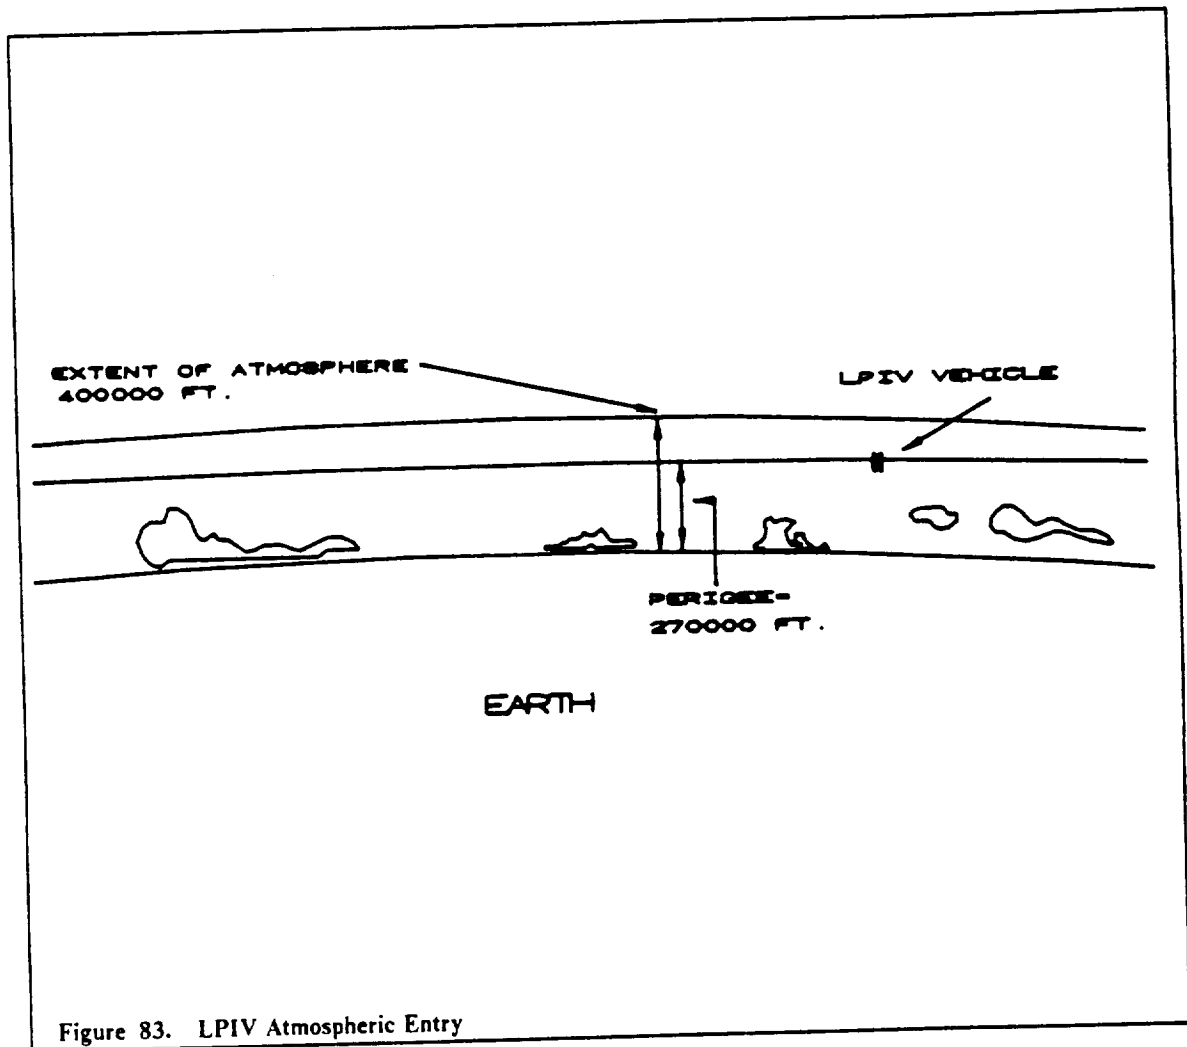 EXTENT OF ATMOSPHERE
400000 FT.
LPIV VEHICLE
PERIGEE-
270000 FT.
EARTH
Figure 83. LPIV Atmospheric Entry